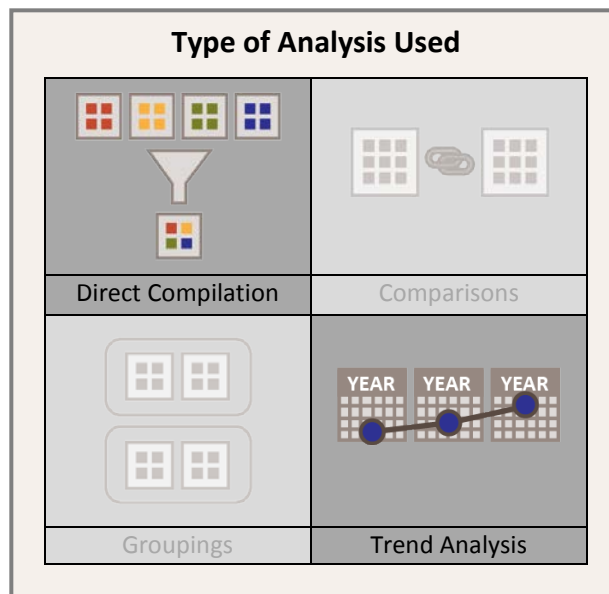 Type of Analysis Used
Direct Compilation
Comparisons
YEAR YEAR YEAR
Groupings
Trend Analysis